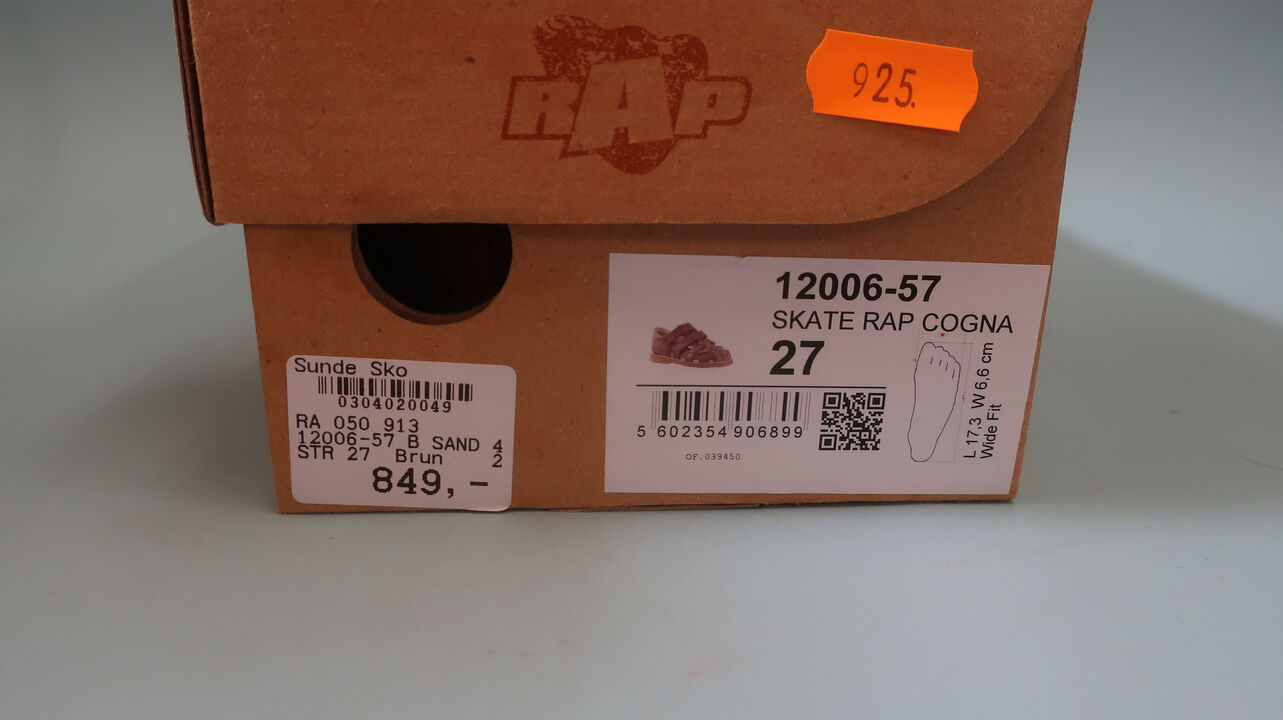 RAP
925.
12006-57
SKATE RAP COGNA
27
5 602354 906899
OF.039450
L 17,3 W 6,6 cm
Wide Fit
Sunde Sko
0304020049
RA 050 913
12006-57 B SAND 4
STR 27 Brun 2
849,-